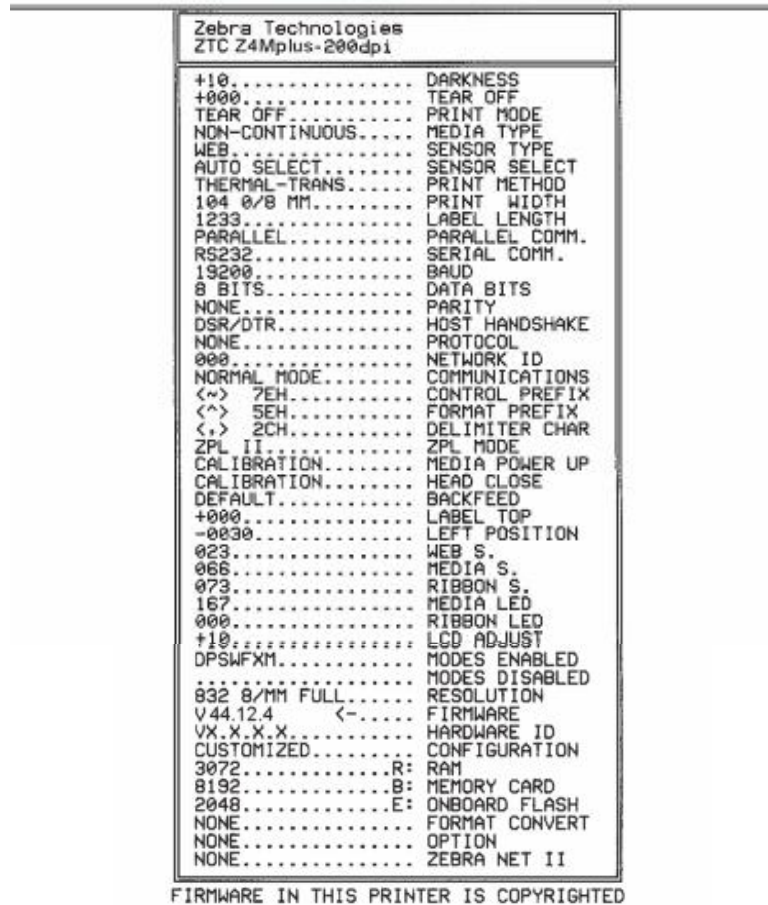 Zebra Technologies
ZTC Z4Mplus-200dpi
+10................ DARKNESS
+000............... TEAR OFF
TEAR OFF........... PRINT MODE
NON-CONTINUOUS..... MEDIA TYPE
WEB................ SENSOR TYPE
AUTO SELECT........ SENSOR SELECT
THERMAL-TRANS...... PRINT METHOD
104 0/8 MM......... PRINT WIDTH
1233............... LABEL LENGTH
PARALLEL........... PARALLEL COMM.
RS232.............. SERIAL COMM.
19200.............. BAUD
8 BITS............. DATA BITS
NONE............... PARITY
DSR/DTR............ HOST HANDSHAKE
NONE............... PROTOCOL
000................ NETWORK ID
NORMAL MODE........ COMMUNICATIONS
<~> 7EH............ CONTROL PREFIX
<^> 5EH............ FORMAT PREFIX
<,> 2CH............ DELIMITER CHAR
ZPL II............. ZPL MODE
CALIBRATION........ MEDIA POWER UP
CALIBRATION........ HEAD CLOSE
DEFAULT............ BACKFEED
+000............... LABEL TOP
-0030.............. LEFT POSITION
023................ WEB S.
066................ MEDIA S.
073................ RIBBON S.
167................ MEDIA LED
000................ RIBBON LED
+10................ LCD ADJUST
DPSWFXM............ MODES ENABLED
................... MODES DISABLED
832 8/MM FULL...... RESOLUTION
V 44.12.4 <-..... FIRMWARE
VX.X.X.X........... HARDWARE ID
CUSTOMIZED......... CONFIGURATION
3072..............R: RAM
8192..............B: MEMORY CARD
2048..............E: ONBOARD FLASH
NONE............... FORMAT CONVERT
NONE............... OPTION
NONE............... ZEBRA NET II
FIRMWARE IN THIS PRINTER IS COPYRIGHTED